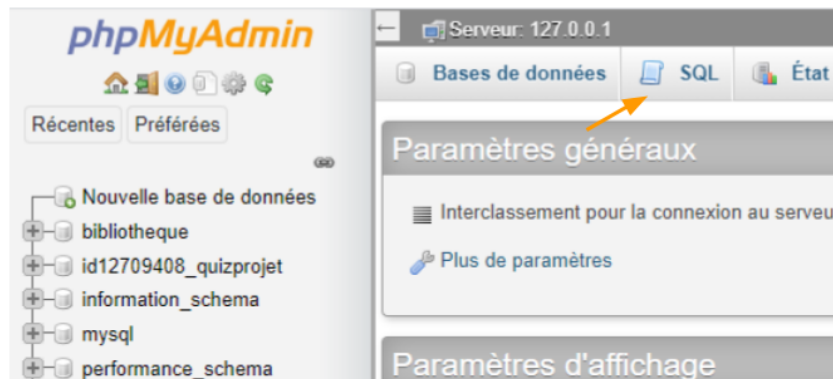 phpMyAdmin
Récentes Préférées
Nouvelle base de données
bibliotheque
id12709408_quizprojet
information_schema
mysql
performance_schema
Serveur: 127.0.0.1
Bases de données SQL État
Paramètres généraux
Interclassement pour la connexion au serveu
Plus de paramètres
Paramètres d'affichage